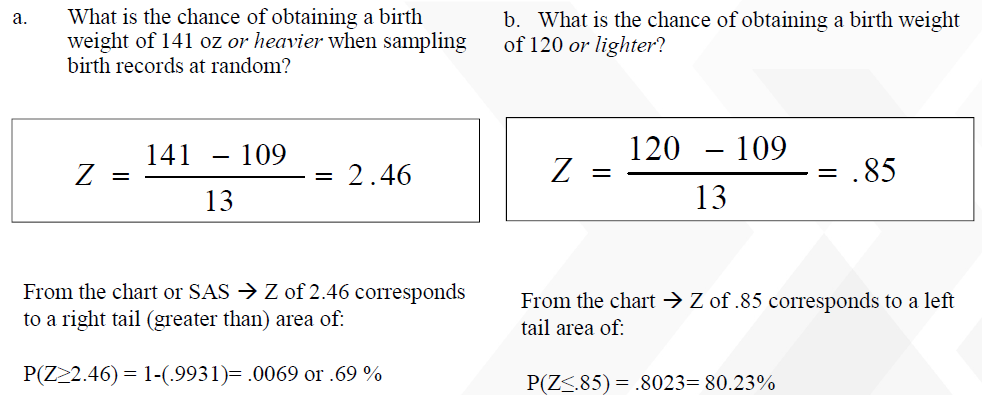 a. What is the chance of obtaining a birth
weight of 141 oz or heavier when sampling
birth records at random?
Z = 141 − 109 / 13 = 2.46
From the chart or SAS → Z of 2.46 corresponds
to a right tail (greater than) area of:
P(Z≥2.46) = 1-(.9931)= .0069 or .69 %
b. What is the chance of obtaining a birth weight
of 120 or lighter?
Z = 120 − 109 / 13 = .85
From the chart → Z of .85 corresponds to a left
tail area of:
P(Z≤.85) = .8023= 80.23%